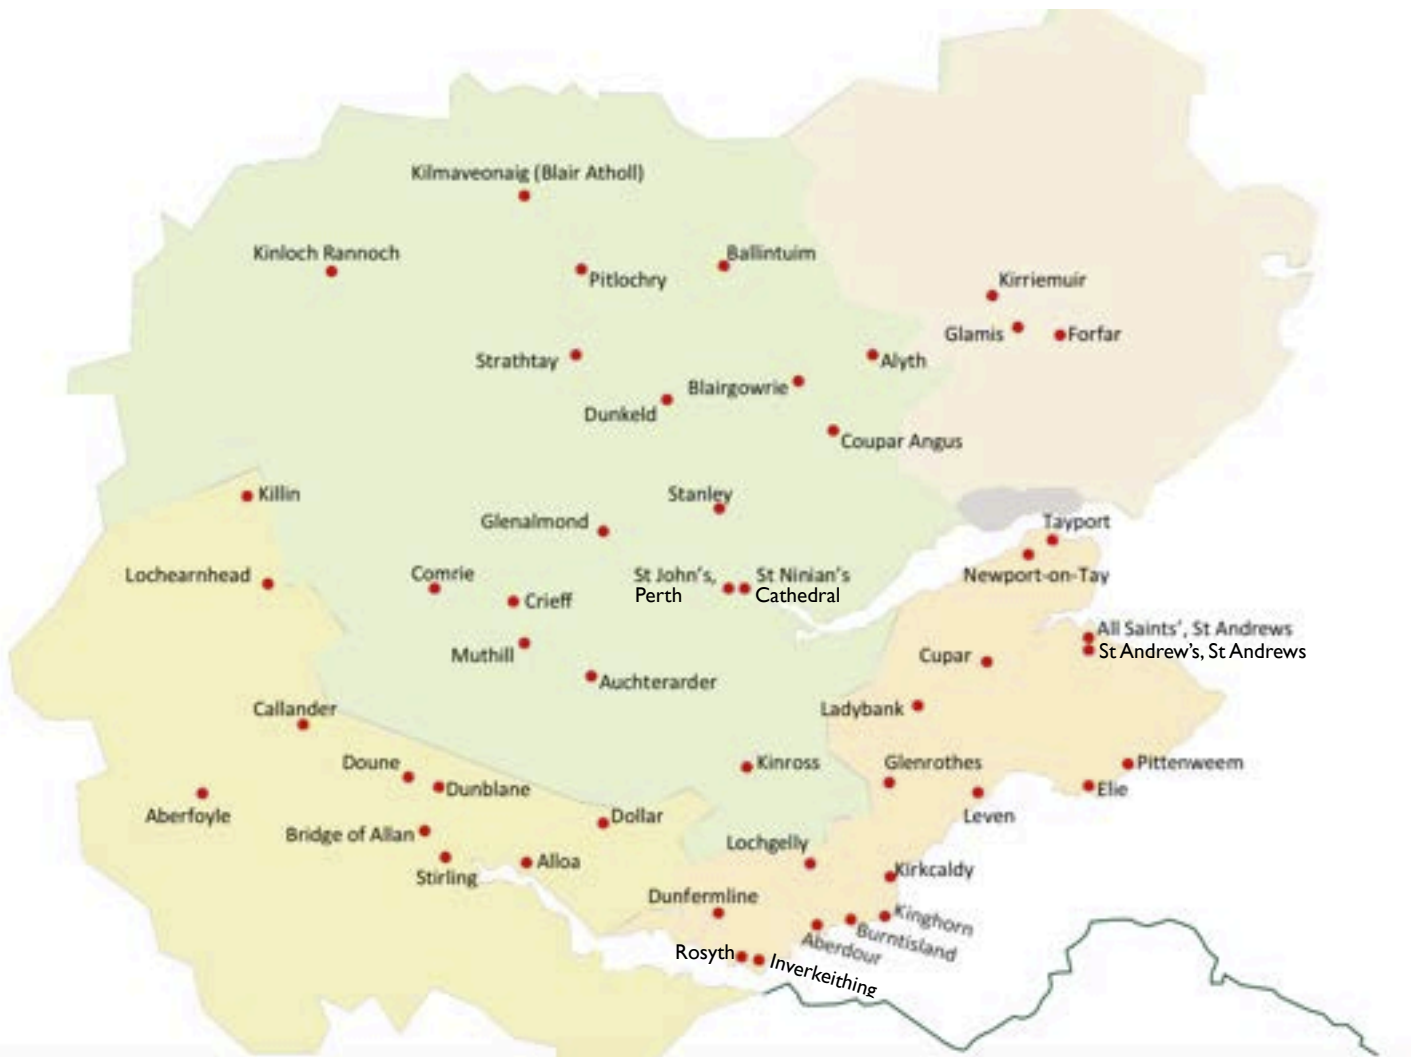 Kilmaveonaig (Blair Atholl)
Kinloch Rannoch
Ballintuim
Pitlochry
Kirriemuir
Glamis
Forfar
Strathtay
Alyth
Blairgowrie
Dunkeld
Coupar Angus
Killin
Stanley
Glenalmond
Tayport
Lochearnhead
Comrie
St John's,
Perth
St Ninian's
Cathedral
Newport-on-Tay
Crieff
All Saints', St Andrews
St Andrew's, St Andrews
Muthill
Cupar
Auchterarder
Callander
Ladybank
Doune
Kinross
Glenrothes
Pittenweem
Dunblane
Elie
Aberfoyle
Dollar
Leven
Bridge of Allan
Lochgelly
Alloa
Stirling
Kirkcaldy
Dunfermline
Kinghorn
Burntisland
Aberdour
Rosyth
Inverkeithing